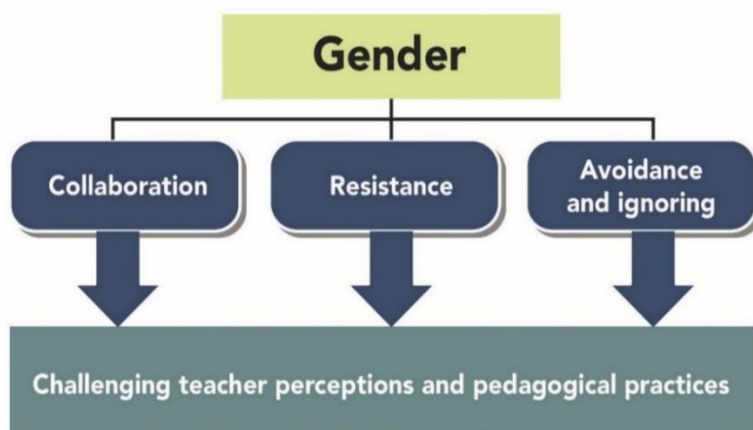 Gender
Collaboration
Resistance
Avoidance
and ignoring
Challenging teacher perceptions and pedagogical practices